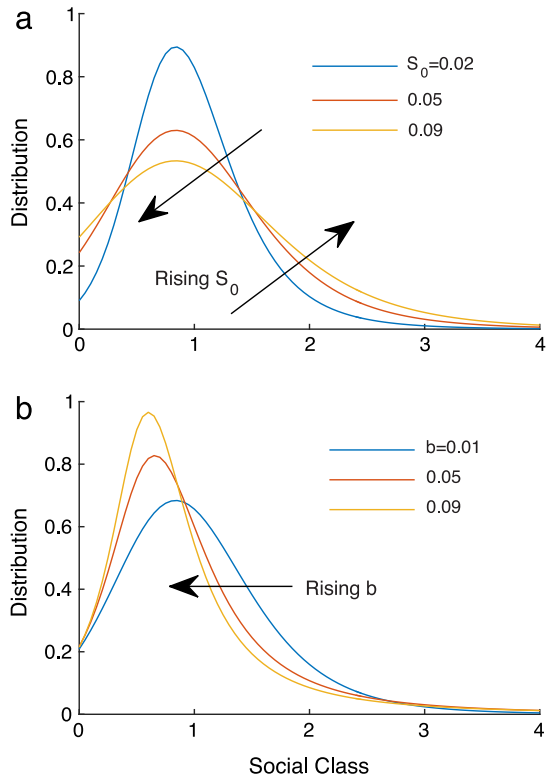 a
1
0.8
0.6
0.4
0.2
0
Distribution
S0=0.02
0.05
0.09
Rising S0
0 1 2 3 4
b
1
0.8
0.6
0.4
0.2
0
Distribution
b=0.01
0.05
0.09
Rising b
0 1 2 3 4
Social Class